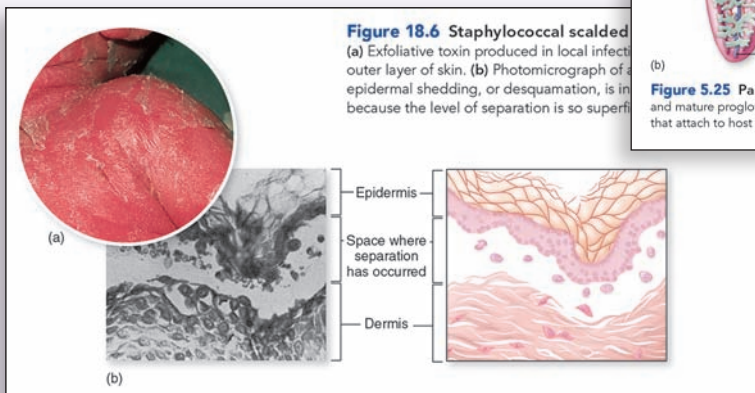 Figure 18.6 Staphylococcal scalded
(a) Exfoliative toxin produced in local infecti
outer layer of skin. (b) Photomicrograph of a
epidermal shedding, or desquamation, is in
because the level of separation is so superfi
(a)
Epidermis
Space where
separation
has occurred
Dermis
(b)
(b)
Figure 5.25 Pa
and mature proglo
that attach to host